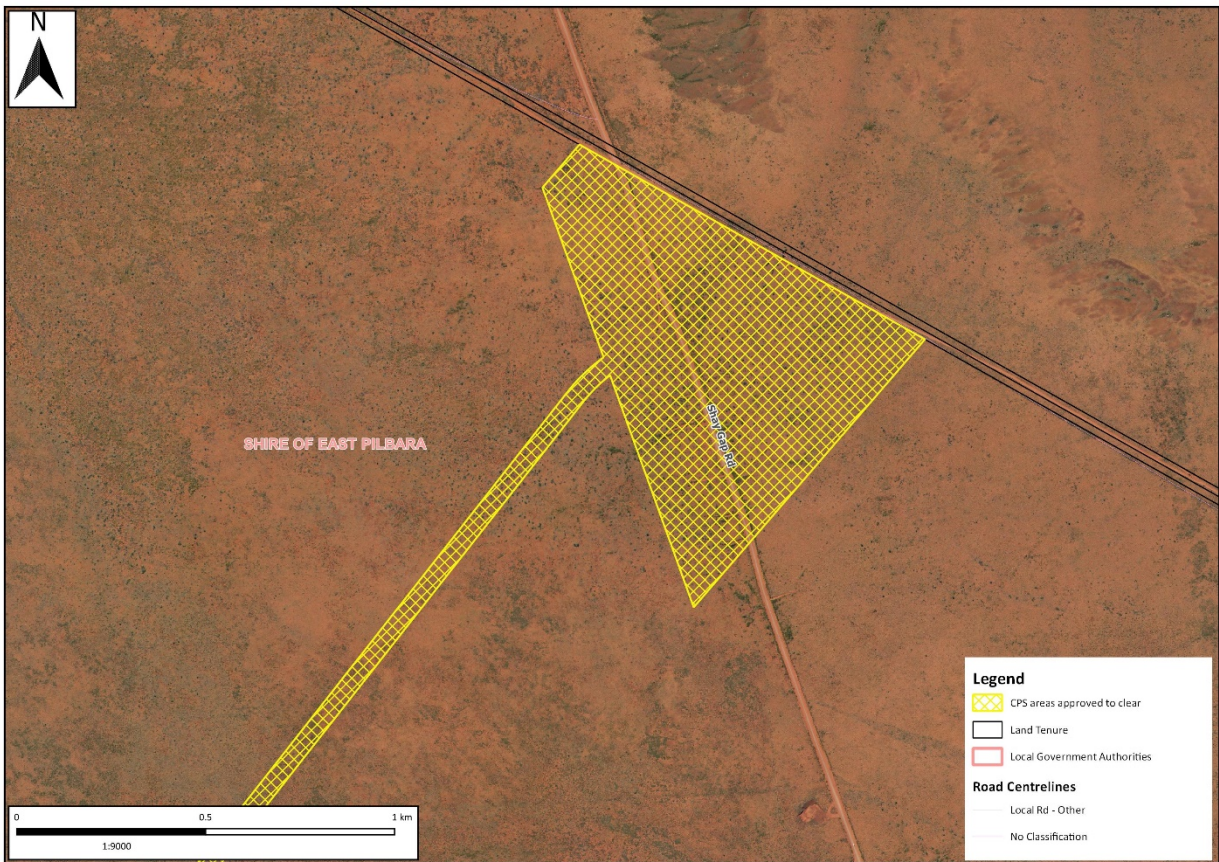 N
Shay Gap Rd
SHIRE OF EAST PILBARA
Legend
CPS areas approved to clear
Land Tenure
Local Government Authorities
Road Centrelines
Local Rd - Other
No Classification
0 0.5 1 km
1:9000